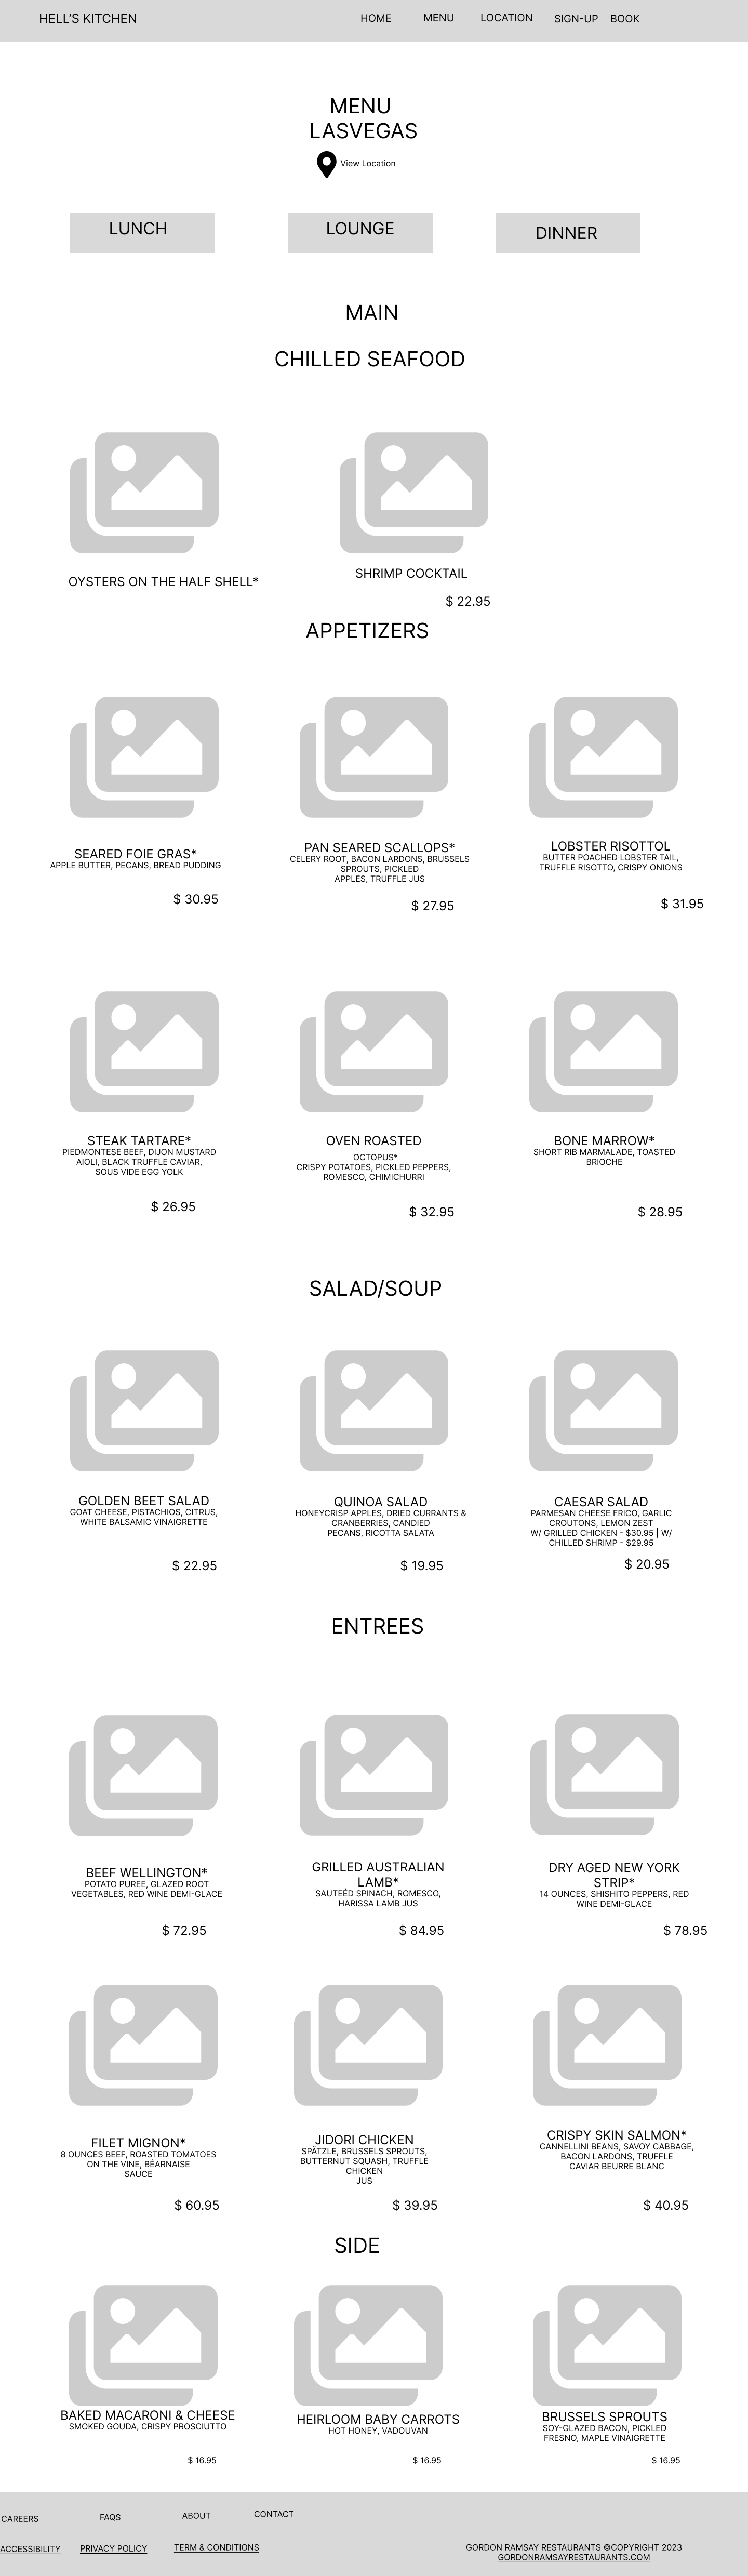 HELL'S KITCHEN
HOME
MENU
LOCATION
SIGN-UP
BOOK
MENU
LASVEGAS
View Location
LUNCH
LOUNGE
DINNER
MAIN
CHILLED SEAFOOD
OYSTERS ON THE HALF SHELL*
SHRIMP COCKTAIL
$ 22.95
APPETIZERS
SEARED FOIE GRAS*
APPLE BUTTER, PECANS, BREAD PUDDING
$ 30.95
PAN SEARED SCALLOPS*
CELERY ROOT, BACON LARDONS, BRUSSELS
SPROUTS, PICKLED
APPLES, TRUFFLE JUS
$ 27.95
LOBSTER RISOTTOL
BUTTER POACHED LOBSTER TAIL,
TRUFFLE RISOTTO, CRISPY ONIONS
$ 31.95
STEAK TARTARE*
PIEDMONTESE BEEF, DIJON MUSTARD
AIOLI, BLACK TRUFFLE CAVIAR,
SOUS VIDE EGG YOLK
$ 26.95
OVEN ROASTED
OCTOPUS*
CRISPY POTATOES, PICKLED PEPPERS,
ROMESCO, CHIMICHURRI
$ 32.95
BONE MARROW*
SHORT RIB MARMALADE, TOASTED
BRIOCHE
$ 28.95
SALAD/SOUP
GOLDEN BEET SALAD
GOAT CHEESE, PISTACHIOS, CITRUS,
WHITE BALSAMIC VINAIGRETTE
$ 22.95
QUINOA SALAD
HONEYCRISP APPLES, DRIED CURRANTS &
CRANBERRIES, CANDIED
PECANS, RICOTTA SALATA
$ 19.95
CAESAR SALAD
PARMESAN CHEESE FRICO, GARLIC
CROUTONS, LEMON ZEST
W/ GRILLED CHICKEN - $30.95 | W/
CHILLED SHRIMP - $29.95
$ 20.95
ENTREES
BEEF WELLINGTON*
POTATO PUREE, GLAZED ROOT
VEGETABLES, RED WINE DEMI-GLACE
$ 72.95
GRILLED AUSTRALIAN
LAMB*
SAUTEÉD SPINACH, ROMESCO,
HARISSA LAMB JUS
$ 84.95
DRY AGED NEW YORK
STRIP*
14 OUNCES, SHISHITO PEPPERS, RED
WINE DEMI-GLACE
$ 78.95
FILET MIGNON*
8 OUNCES BEEF, ROASTED TOMATOES
ON THE VINE, BÉARNAISE
SAUCE
$ 60.95
JIDORI CHICKEN
SPÄTZLE, BRUSSELS SPROUTS,
BUTTERNUT SQUASH, TRUFFLE
CHICKEN
JUS
$ 39.95
CRISPY SKIN SALMON*
CANNELLINI BEANS, SAVOY CABBAGE,
BACON LARDONS, TRUFFLE
CAVIAR BEURRE BLANC
$ 40.95
SIDE
BAKED MACARONI & CHEESE
SMOKED GOUDA, CRISPY PROSCIUTTO
$ 16.95
HEIRLOOM BABY CARROTS
HOT HONEY, VADOUVAN
$ 16.95
BRUSSELS SPROUTS
SOY-GLAZED BACON, PICKLED
FRESNO, MAPLE VINAIGRETTE
$ 16.95
CAREERS
FAQS
ABOUT
CONTACT
ACCESSIBILITY
PRIVACY POLICY
TERM & CONDITIONS
GORDON RAMSAY RESTAURANTS ©COPYRIGHT 2023
GORDONRAMSAYRESTAURANTS.COM